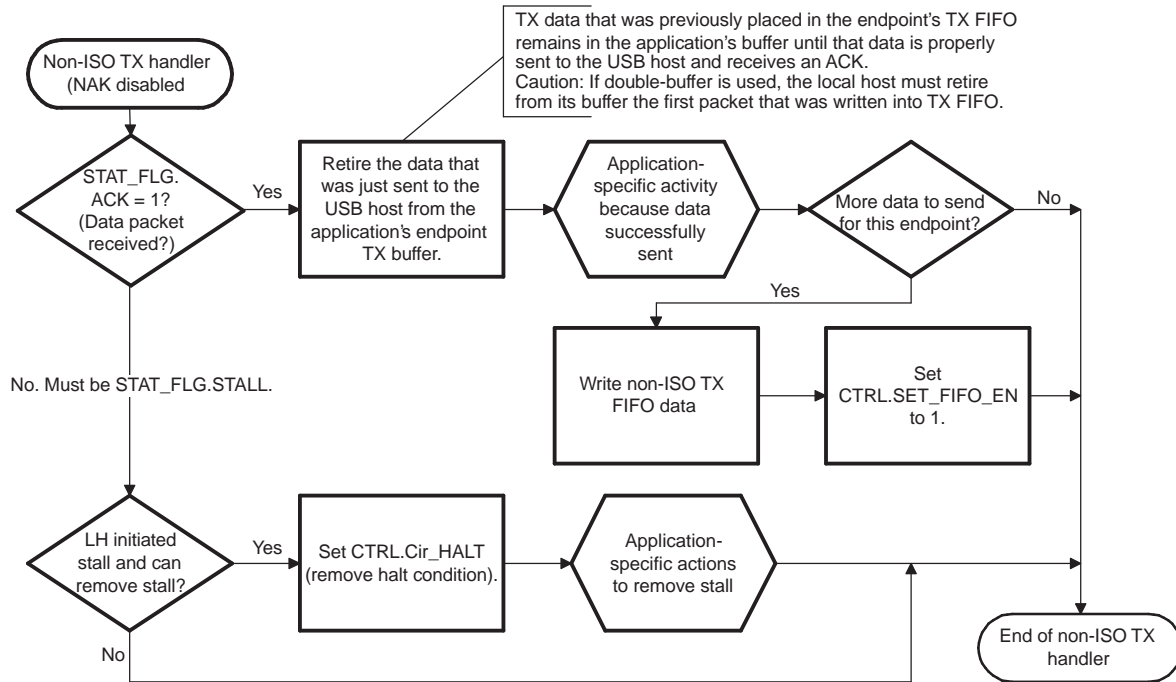 TX data that was previously placed in the endpoint's TX FIFO
remains in the application's buffer until that data is properly
sent to the USB host and receives an ACK.
Caution: If double-buffer is used, the local host must retire
from its buffer the first packet that was written into TX FIFO.
Non-ISO TX handler
(NAK disabled
STAT_FLG.
ACK = 1?
(Data packet
received?)
Yes
Retire the data that
was just sent to the
USB host from the
application's endpoint
TX buffer.
Application-
specific activity
because data
successfully
sent
More data to send
for this endpoint?
No
Yes
Write non-ISO TX
FIFO data
Set
CTRL.SET_FIFO_EN
to 1.
No. Must be STAT_FLG.STALL.
LH initiated
stall and can
remove stall?
Yes
Set CTRL.Cir_HALT
(remove halt condition).
Application-
specific actions
to remove stall
No
End of non-ISO TX
handler